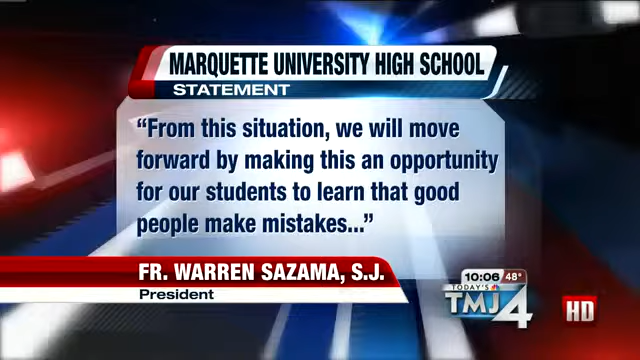 MARQUETTE UNIVERSITY HIGH SCHOOL
STATEMENT
“From this situation, we will move
forward by making this an opportunity
for our students to learn that good
people make mistakes...”
FR. WARREN SAZAMA, S.J.
President
10:06 48°
TODAY'S
TMJ4
HD